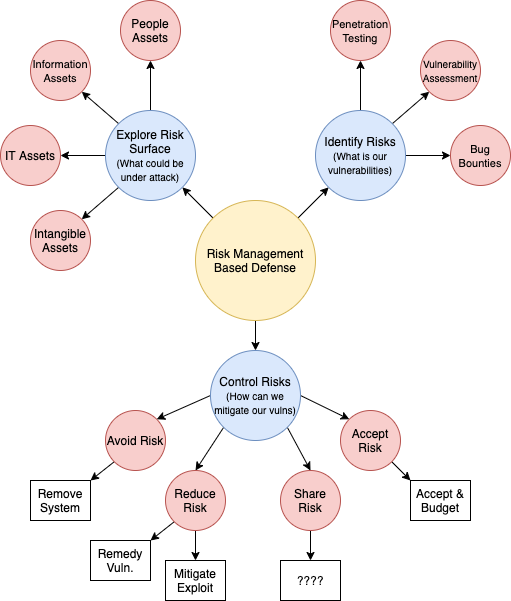 People
Assets
Penetration
Testing
Information
Assets
Vulnerability
Assessment
IT Assets
Explore Risk
Surface
(What could be
under attack)
Identify Risks
(What is our
vulnerabilities)
Bug
Bounties
Intangible
Assets
Risk Management
Based Defense
Control Risks
(How can we
mitigate our vulns)
Avoid Risk
Accept
Risk
Remove
System
Reduce
Risk
Share
Risk
Accept &
Budget
Remedy
Vuln.
Mitigate
Exploit
????